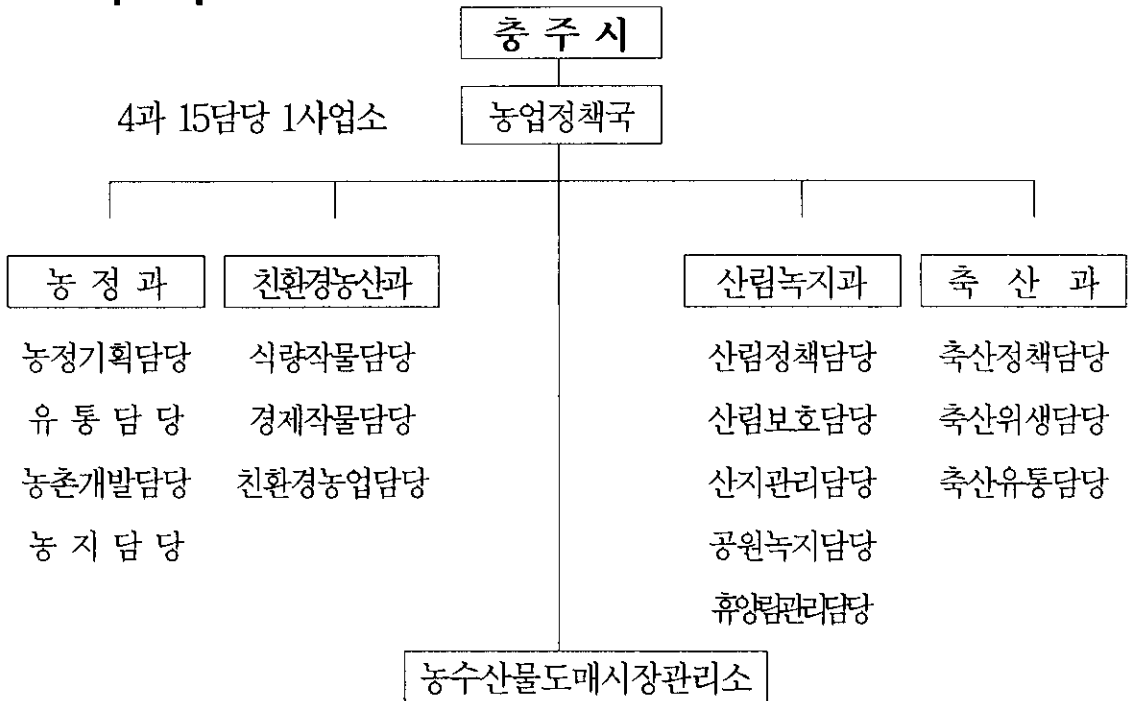 충 주 시
4과 15담당 1사업소
농업정책국
농 정 과
친환경농산과
산림녹지과
축 산 과
농정기획담당
식량작물담당
산림정책담당
축산정책담당
유 통 담 당
경제작물담당
산림보호담당
축산위생담당
농촌개발담당
친환경농업담당
산지관리담당
축산유통담당
농 지 담 당
공원녹지담당
휴양림관리담당
농수산물도매시장관리소